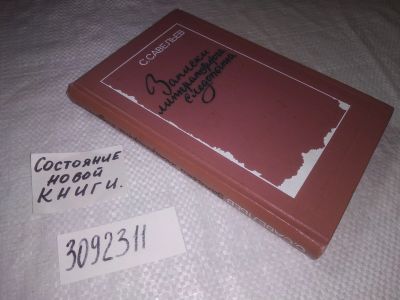 С. САВЕЛЬЕВ
Записки
литературного
следопыта
Состояние
новой
книги.
3092311